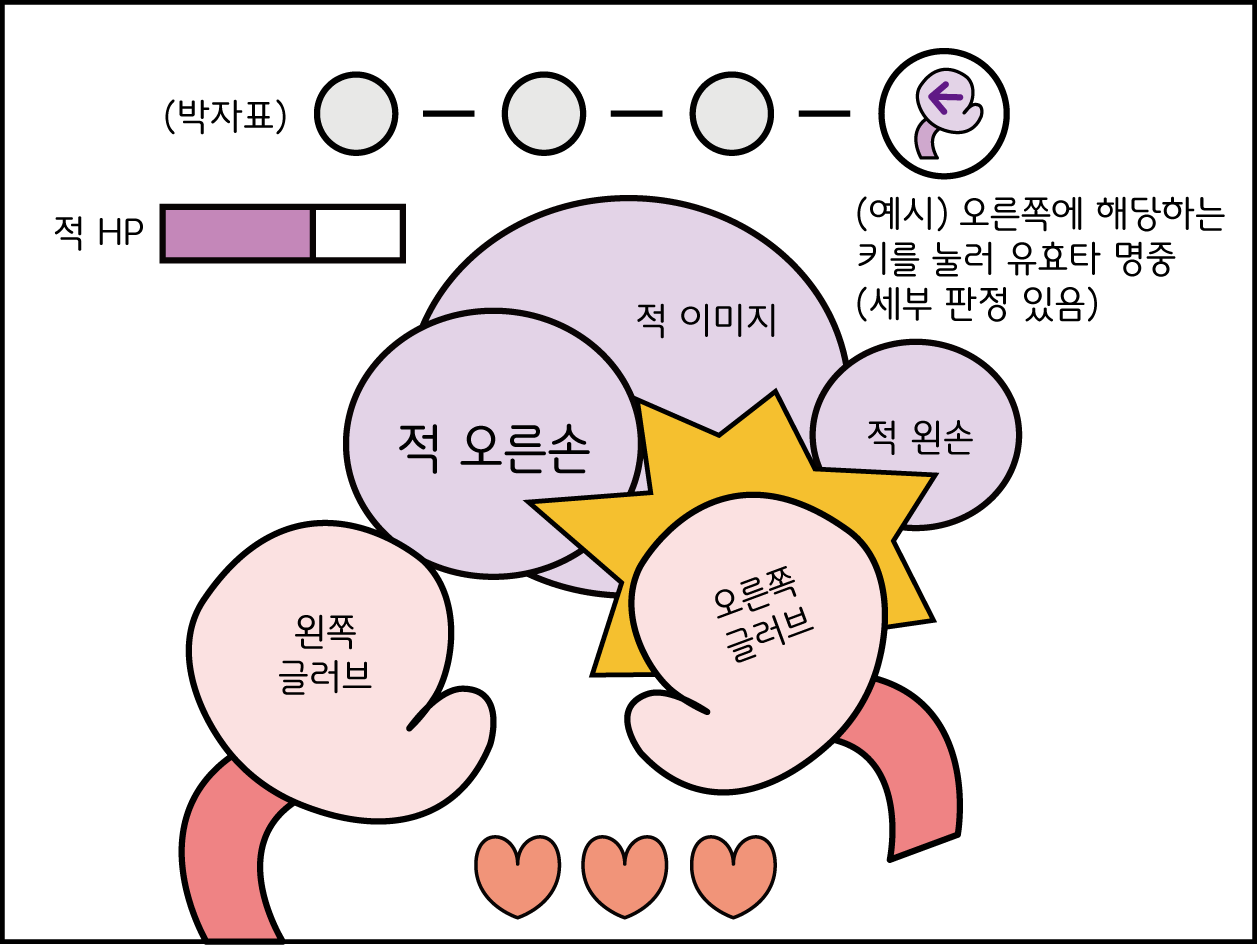 (박자표)
적 HP
(예시) 오른쪽에 해당하는
키를 눌러 유효타 명중
(세부 판정 있음)
적 이미지
적 오른손
적 왼손
오른쪽
글러브
왼쪽
글러브